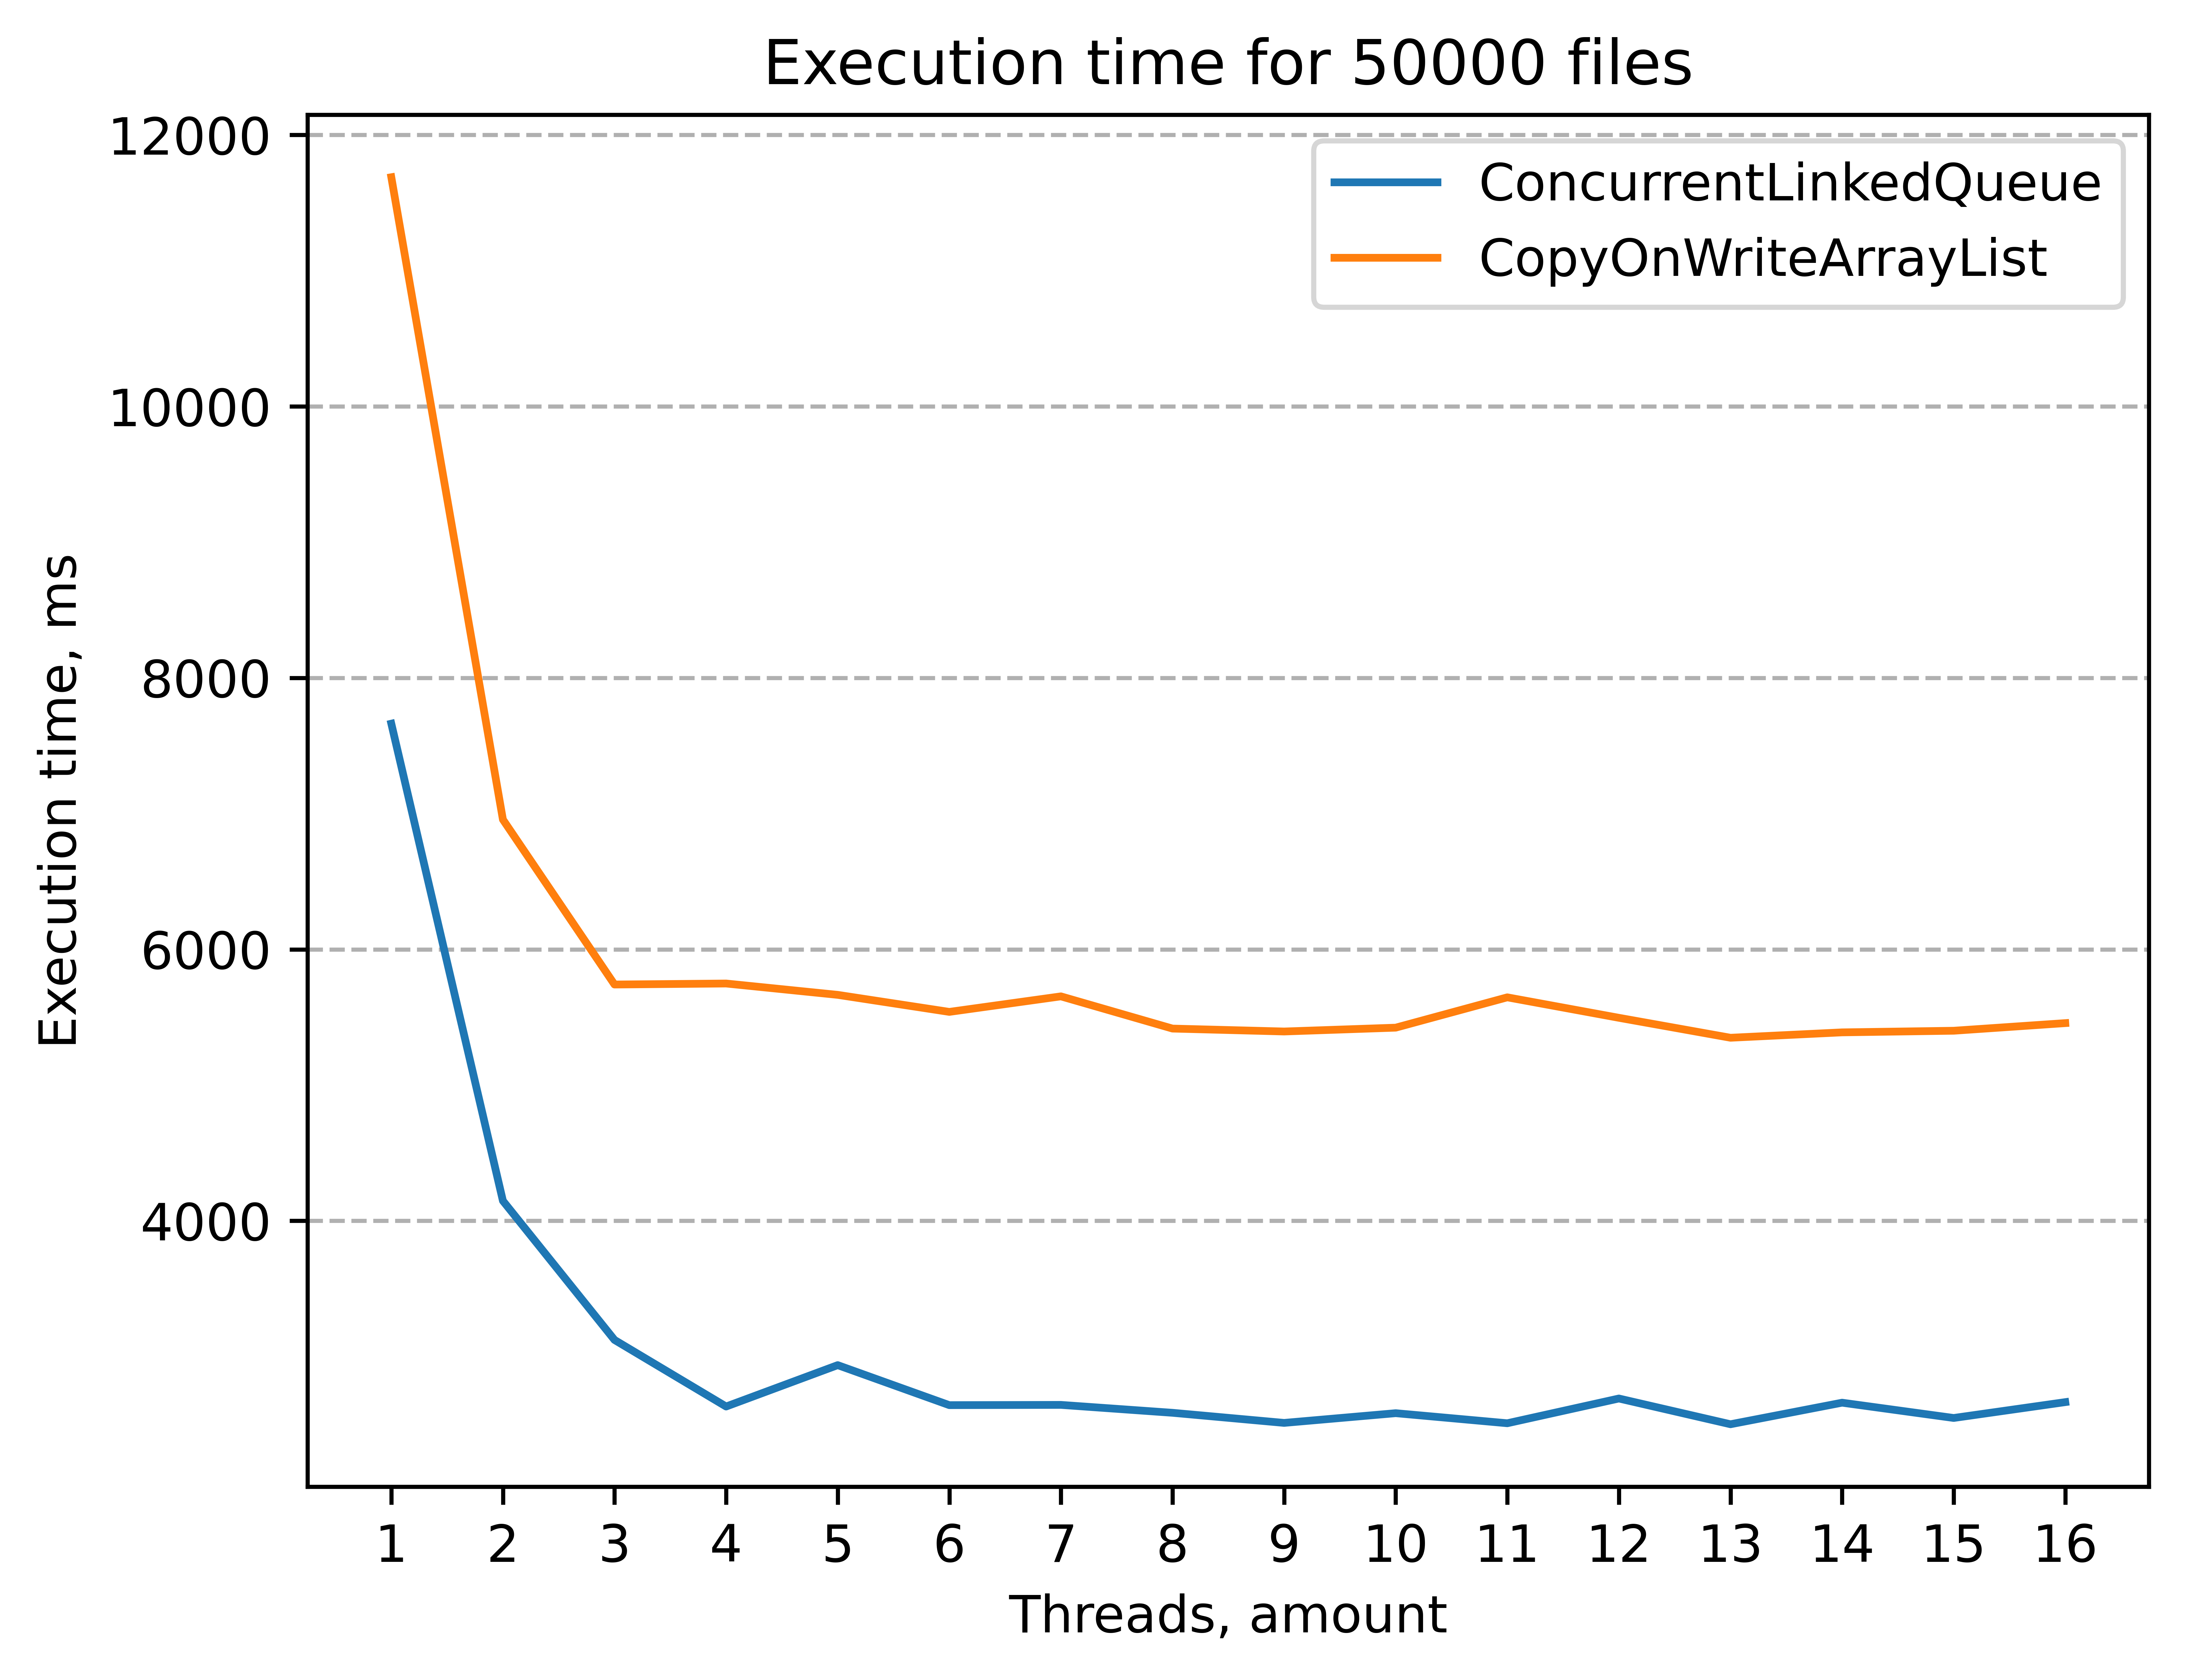 Execution time for 50000 files
12000
10000
8000
6000
4000
Execution time, ms
ConcurrentLinkedQueue
CopyOnWriteArrayList
1 2 3 4 5 6 7 8 9 10 11 12 13 14 15 16
Threads, amount